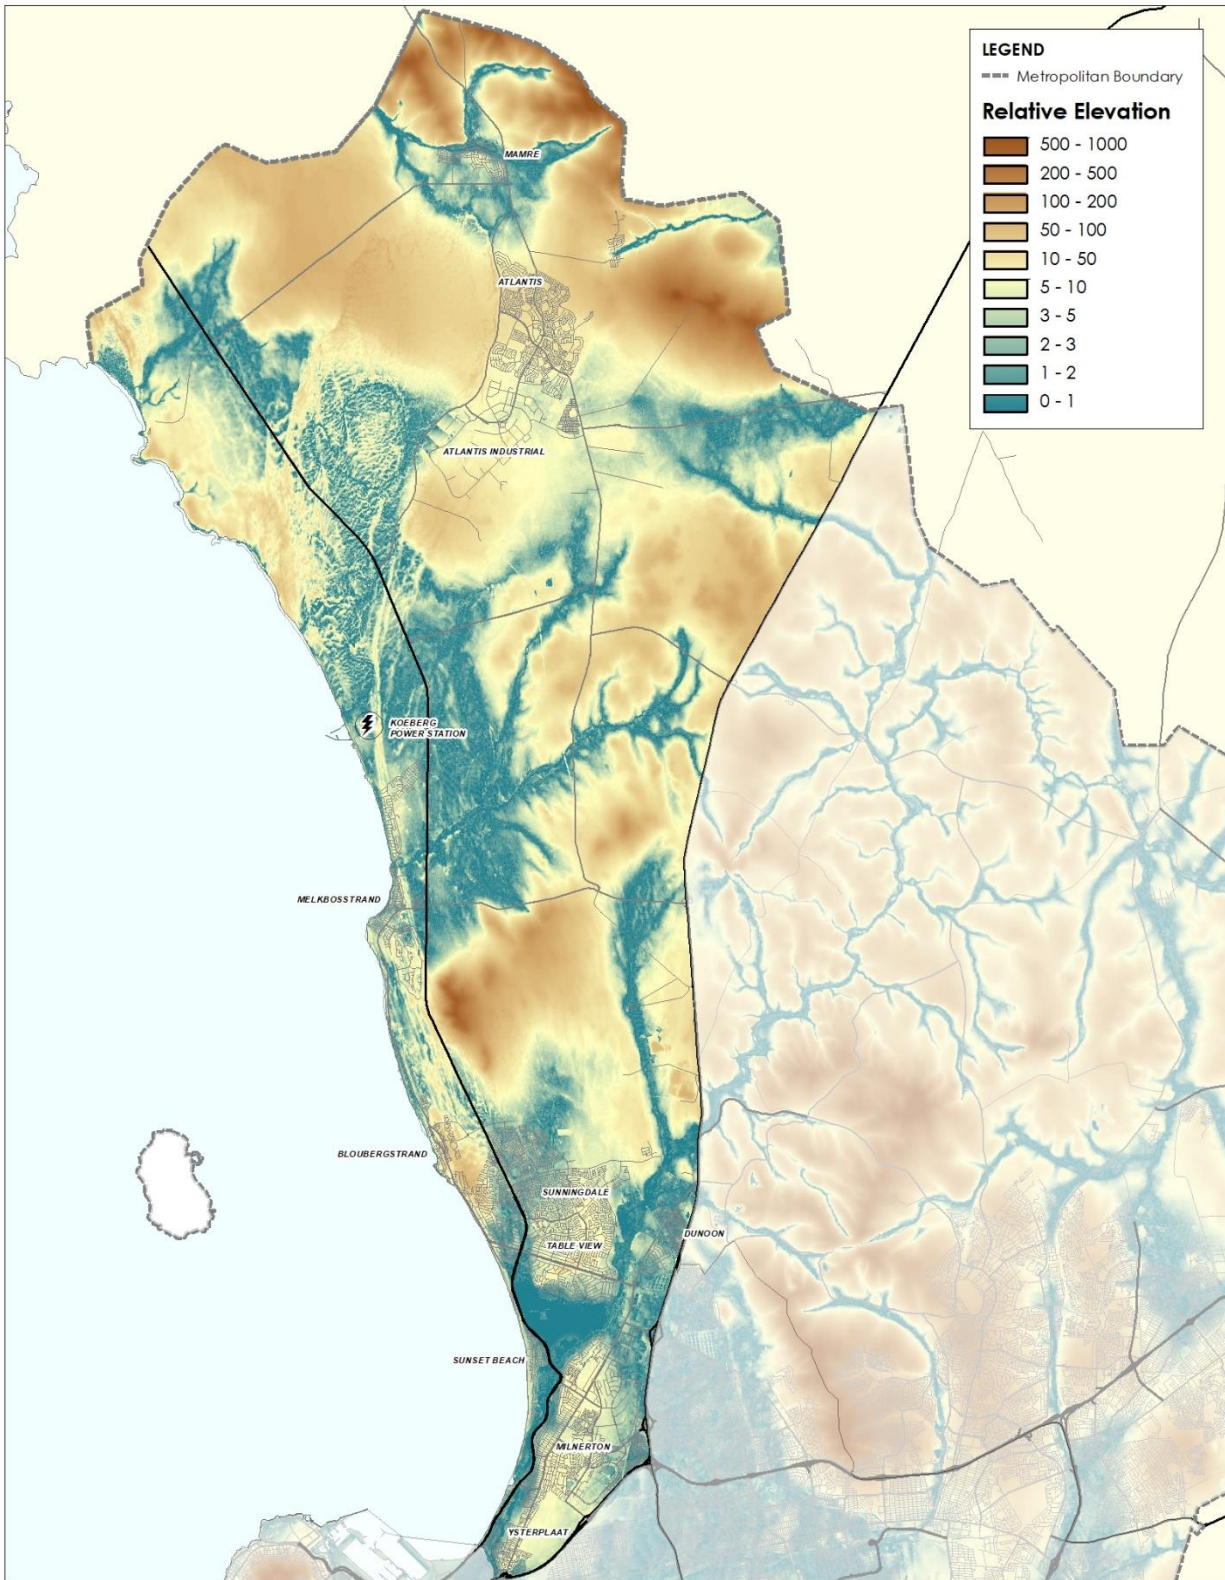 LEGEND
Metropolitan Boundary
Relative Elevation
500 - 1000
200 - 500
100 - 200
50 - 100
10 - 50
5 - 10
3 - 5
2 - 3
1 - 2
0 - 1
MAMRE
ATLANTIS
ATLANTIS INDUSTRIAL
KOEBERG
POWER STATION
MELKBOSSTRAND
BLOUBERGSTRAND
SUNNINGDALE
DUNOON
TABLE VIEW
SUNSET BEACH
MILNERTON
YSTERPLAAT